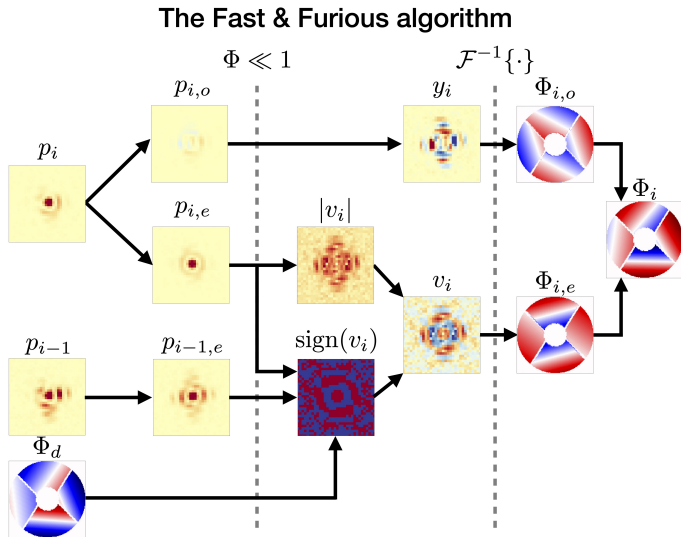 The Fast & Furious algorithm
Φ ≪ 1
ℱ⁻¹{·}
p_{i,o}
y_i
Φ_{i,o}
p_i
Φ_i
p_{i,e}
|v_i|
v_i
Φ_{i,e}
p_{i−1}
p_{i−1,e}
sign(v_i)
Φ_d